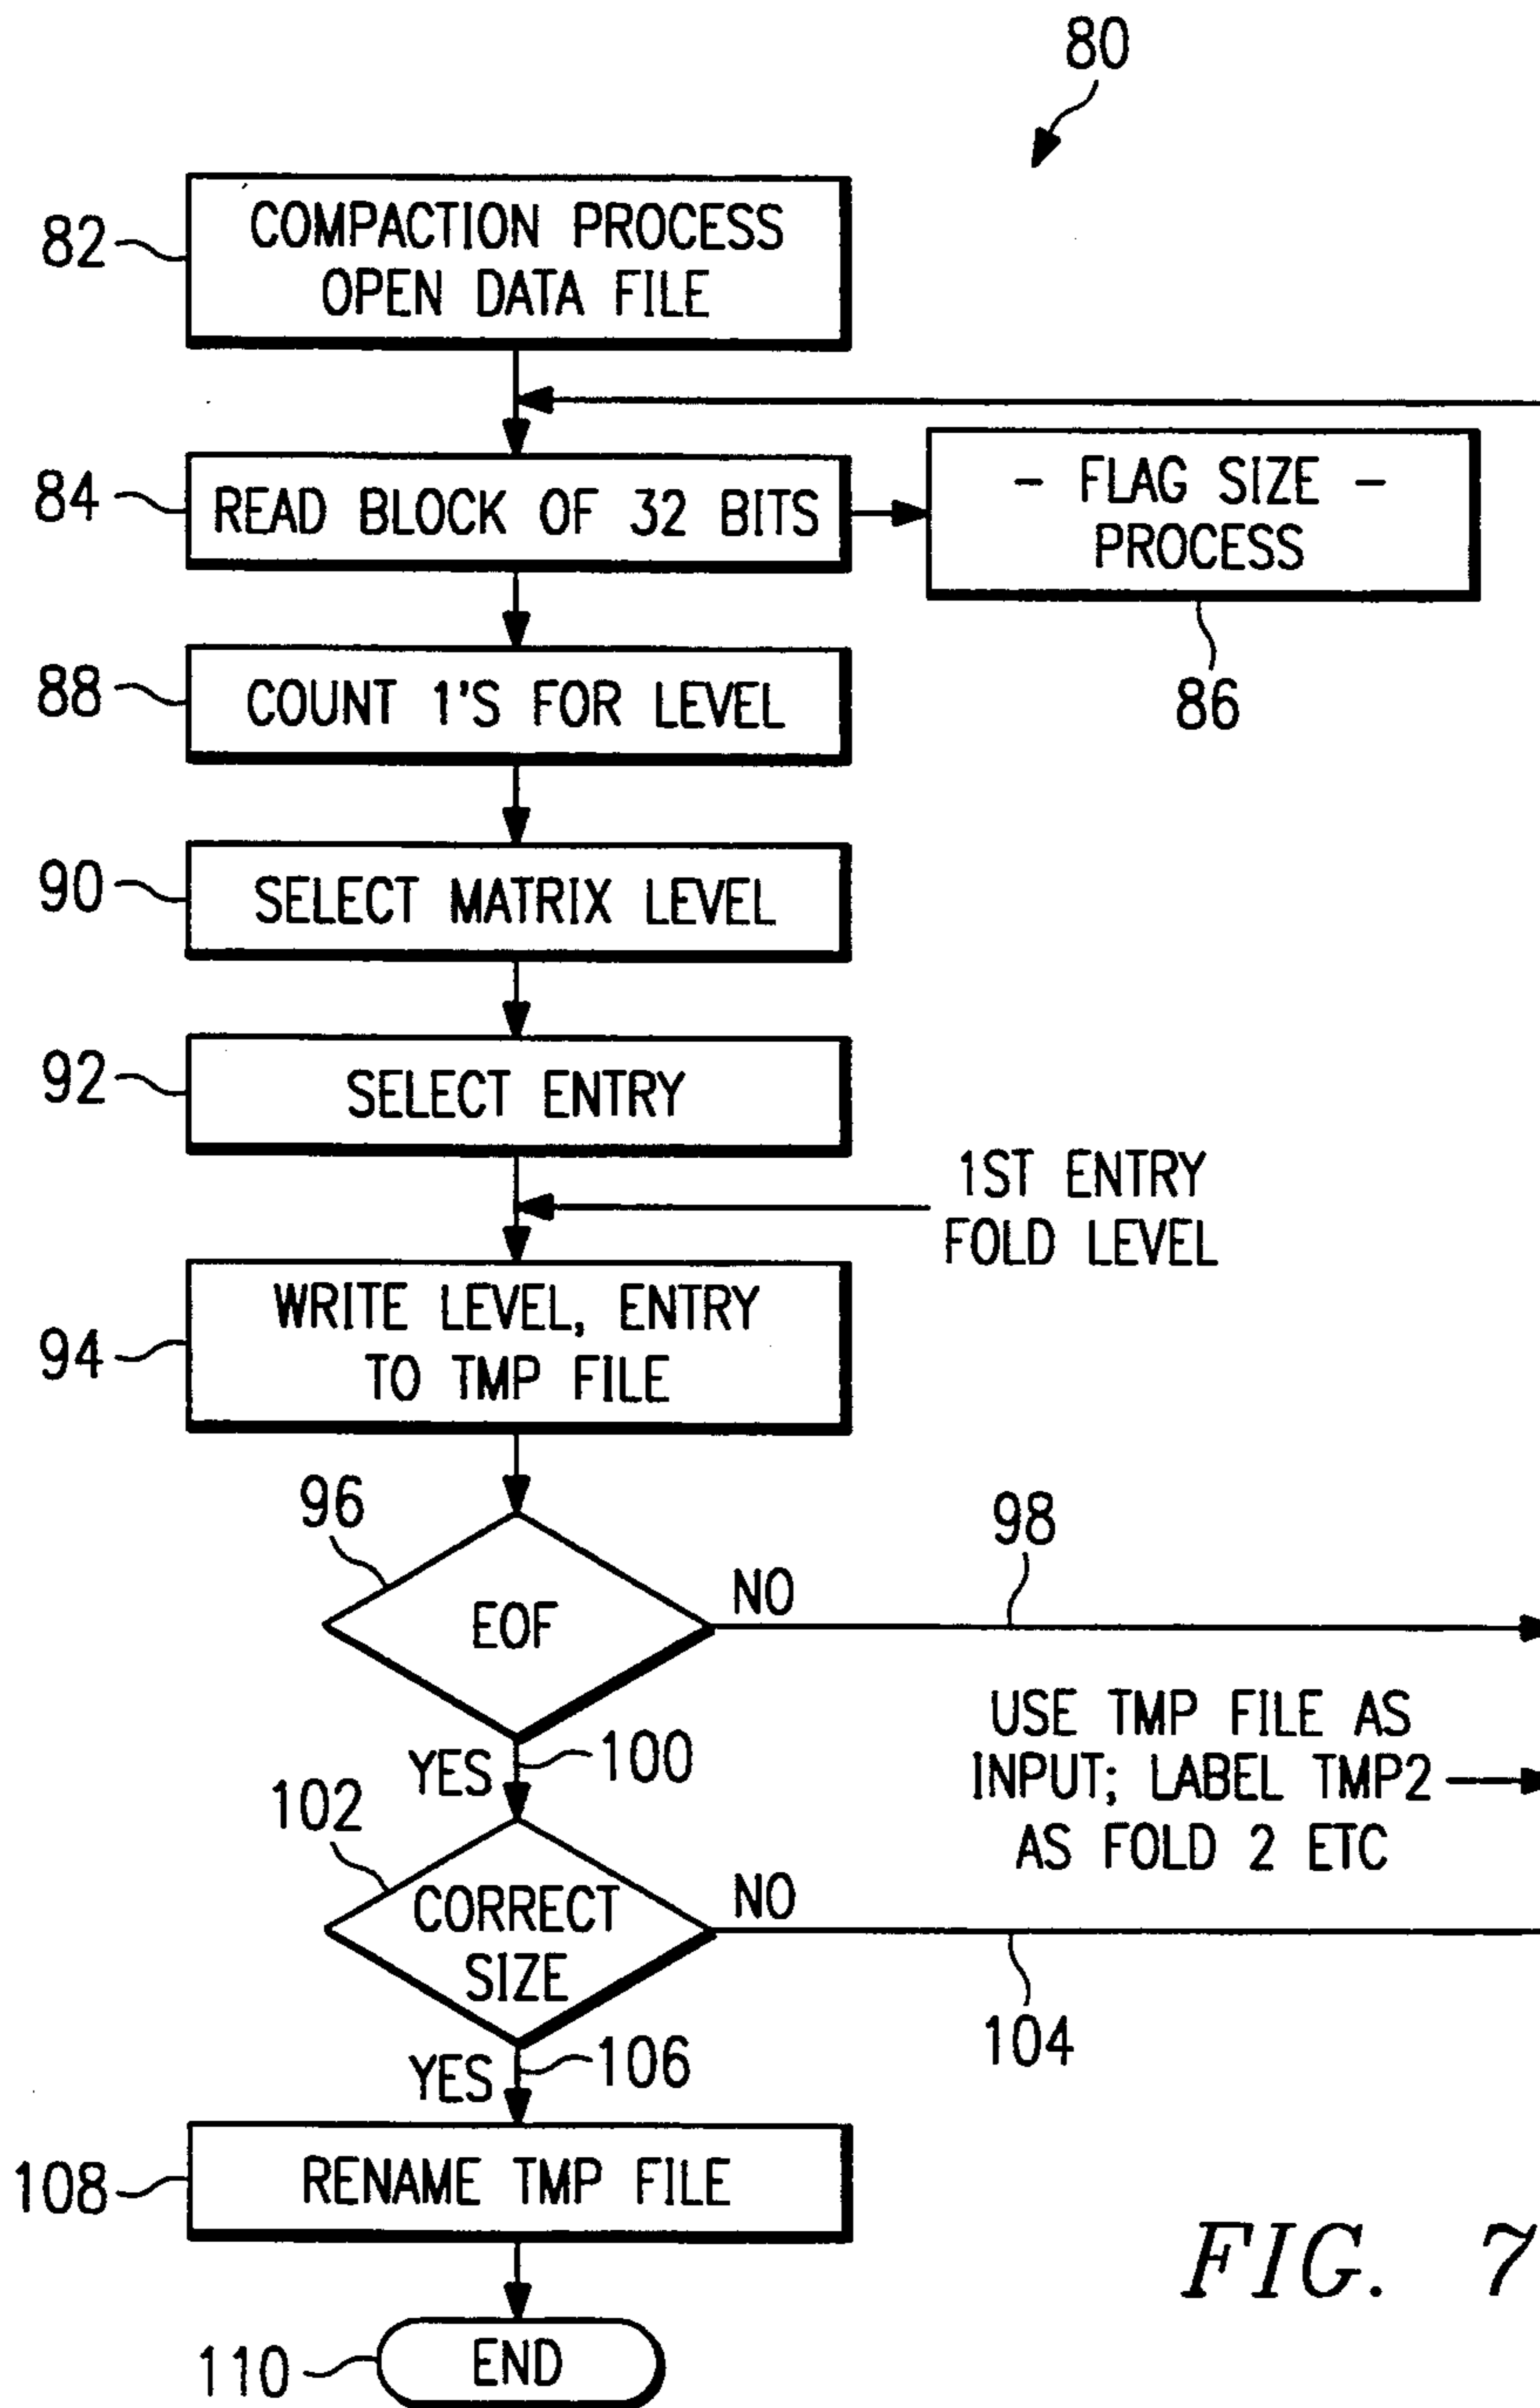 80
82
COMPACTION PROCESS
OPEN DATA FILE
84
READ BLOCK OF 32 BITS
- FLAG SIZE -
PROCESS
86
88
COUNT 1'S FOR LEVEL
90
SELECT MATRIX LEVEL
92
SELECT ENTRY
1ST ENTRY
FOLD LEVEL
94
WRITE LEVEL, ENTRY
TO TMP FILE
96
EOF
NO
98
YES
100
USE TMP FILE AS
INPUT; LABEL TMP2
AS FOLD 2 ETC
102
CORRECT
SIZE
NO
104
YES
106
108
RENAME TMP FILE
110
END
FIG. 7